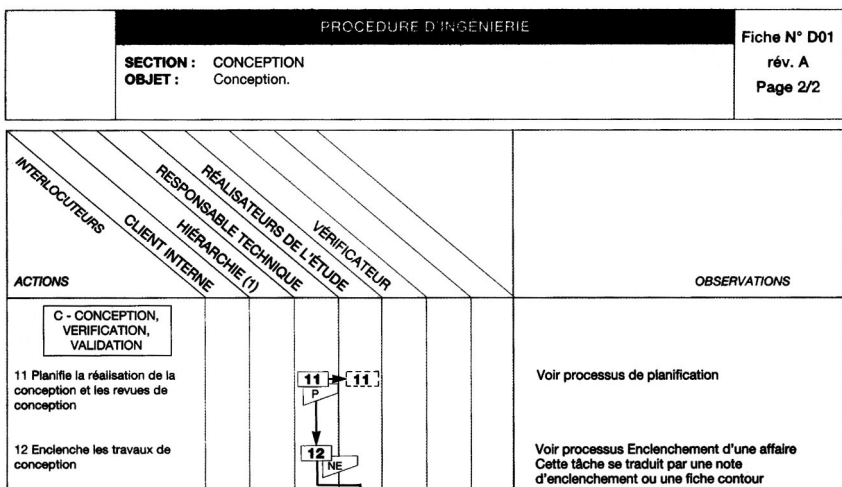 PROCEDURE D'INGENIERIE
Fiche N° D01
rév. A
Page 2/2
SECTION : CONCEPTION
OBJET : Conception.
INTERLOCUTEURS
CLIENT INTERNE
HIÉRARCHIE (1)
RESPONSABLE TECHNIQUE
RÉALISATEURS DE L'ÉTUDE
VÉRIFICATEUR
ACTIONS
OBSERVATIONS
C - CONCEPTION,
VERIFICATION,
VALIDATION
11 Planifie la réalisation de la
conception et les revues de
conception
11 11
P
Voir processus de planification
12 Enclenche les travaux de
conception
12
NE
Voir processus Enclenchement d'une affaire
Cette tâche se traduit par une note
d'enclenchement ou une fiche contour